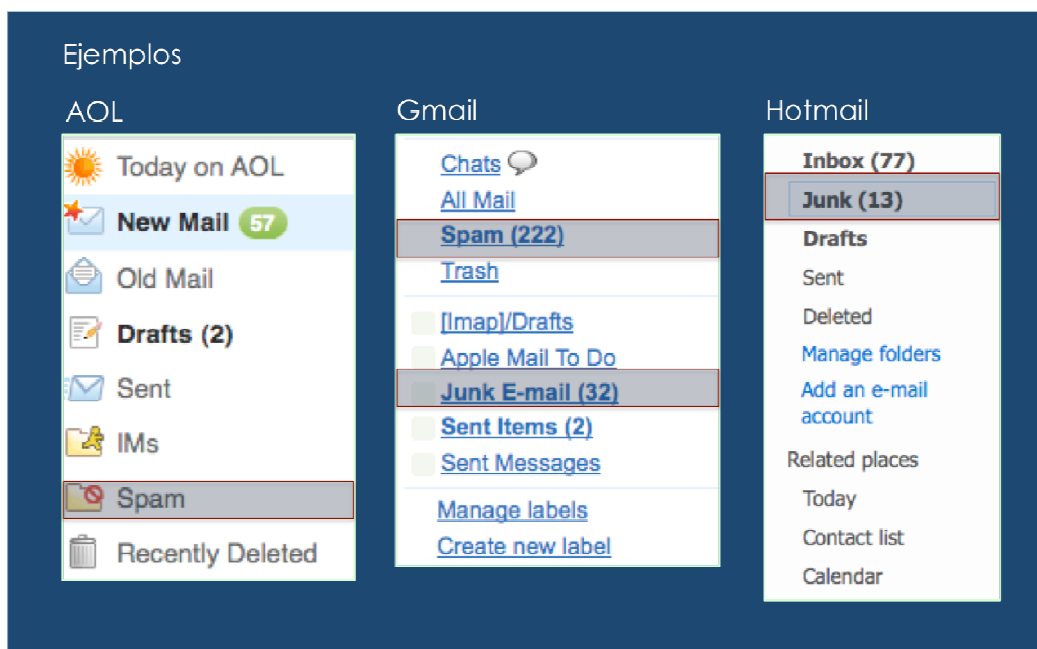 Ejemplos
AOL
Today on AOL
New Mail 57
Old Mail
Drafts (2)
Sent
IMs
Spam
Recently Deleted
Gmail
Chats
All Mail
Spam (222)
Trash
[Imap]/Drafts
Apple Mail To Do
Junk E-mail (32)
Sent Items (2)
Sent Messages
Manage labels
Create new label
Hotmail
Inbox (77)
Junk (13)
Drafts
Sent
Deleted
Manage folders
Add an e-mail
account
Related places
Today
Contact list
Calendar